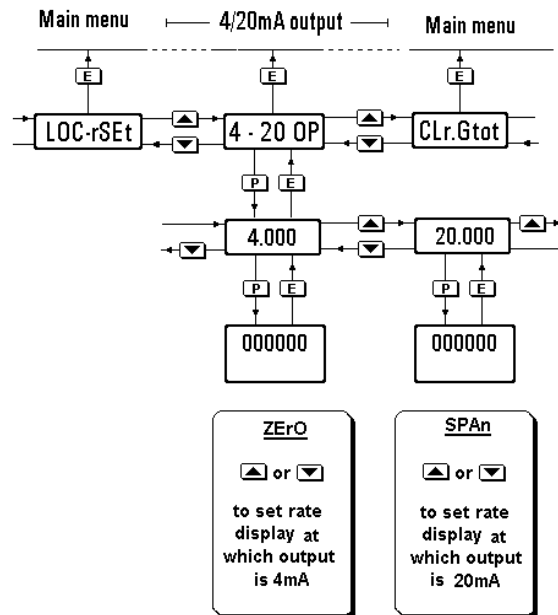 Main menu
4/20mA output
Main menu
E
E
E
LOC-rSEt
4 - 20 OP
CLr.Gtot
P
E
4.000
20.000
P
E
P
E
000000
000000
ZErO
or
to set rate
display at
which output
is 4mA
SPAn
or
to set rate
display at
which output
is 20mA